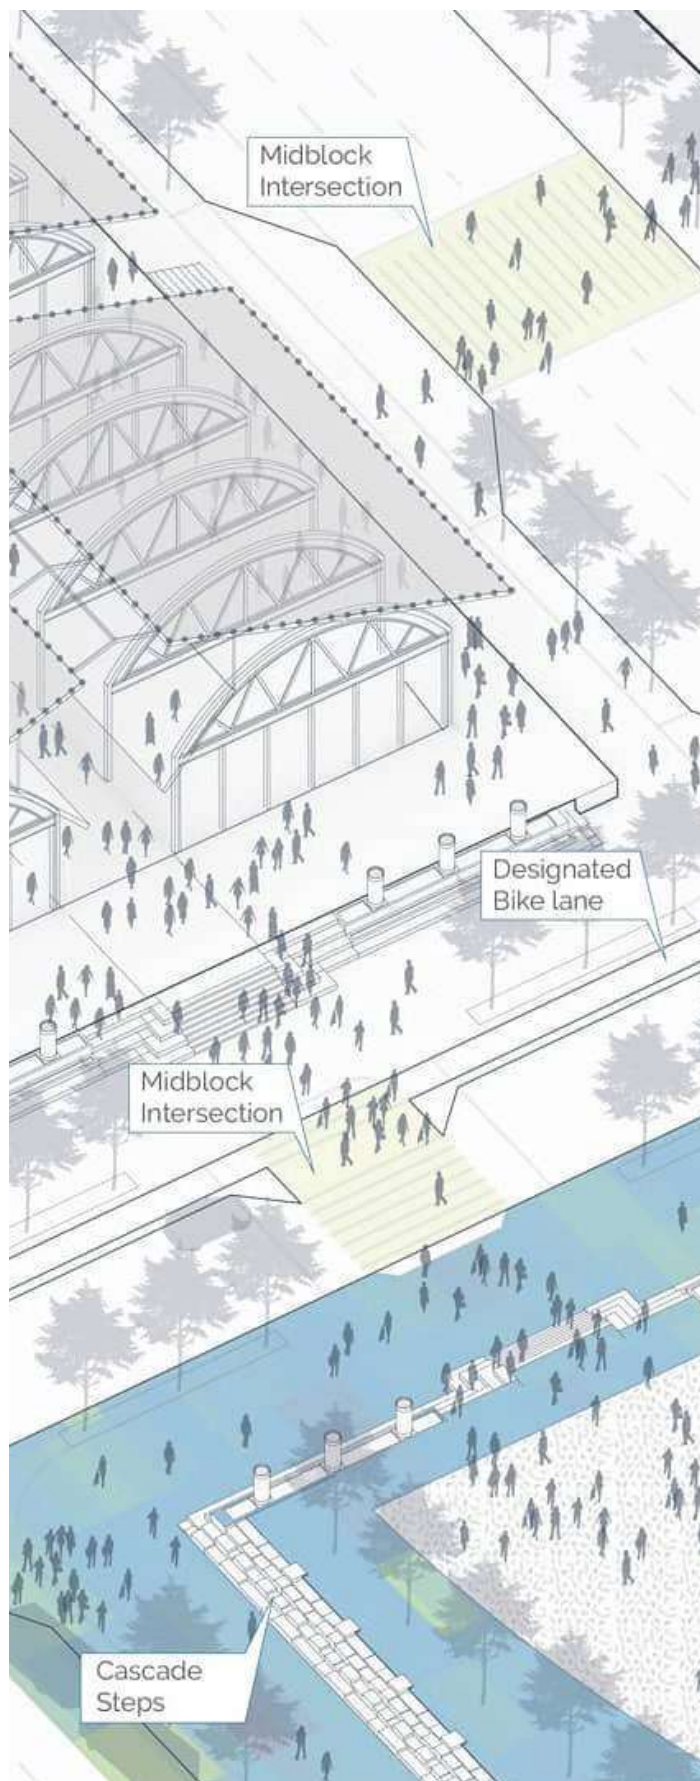 Midblock
Intersection
Designated
Bike lane
Midblock
Intersection
Cascade
Steps